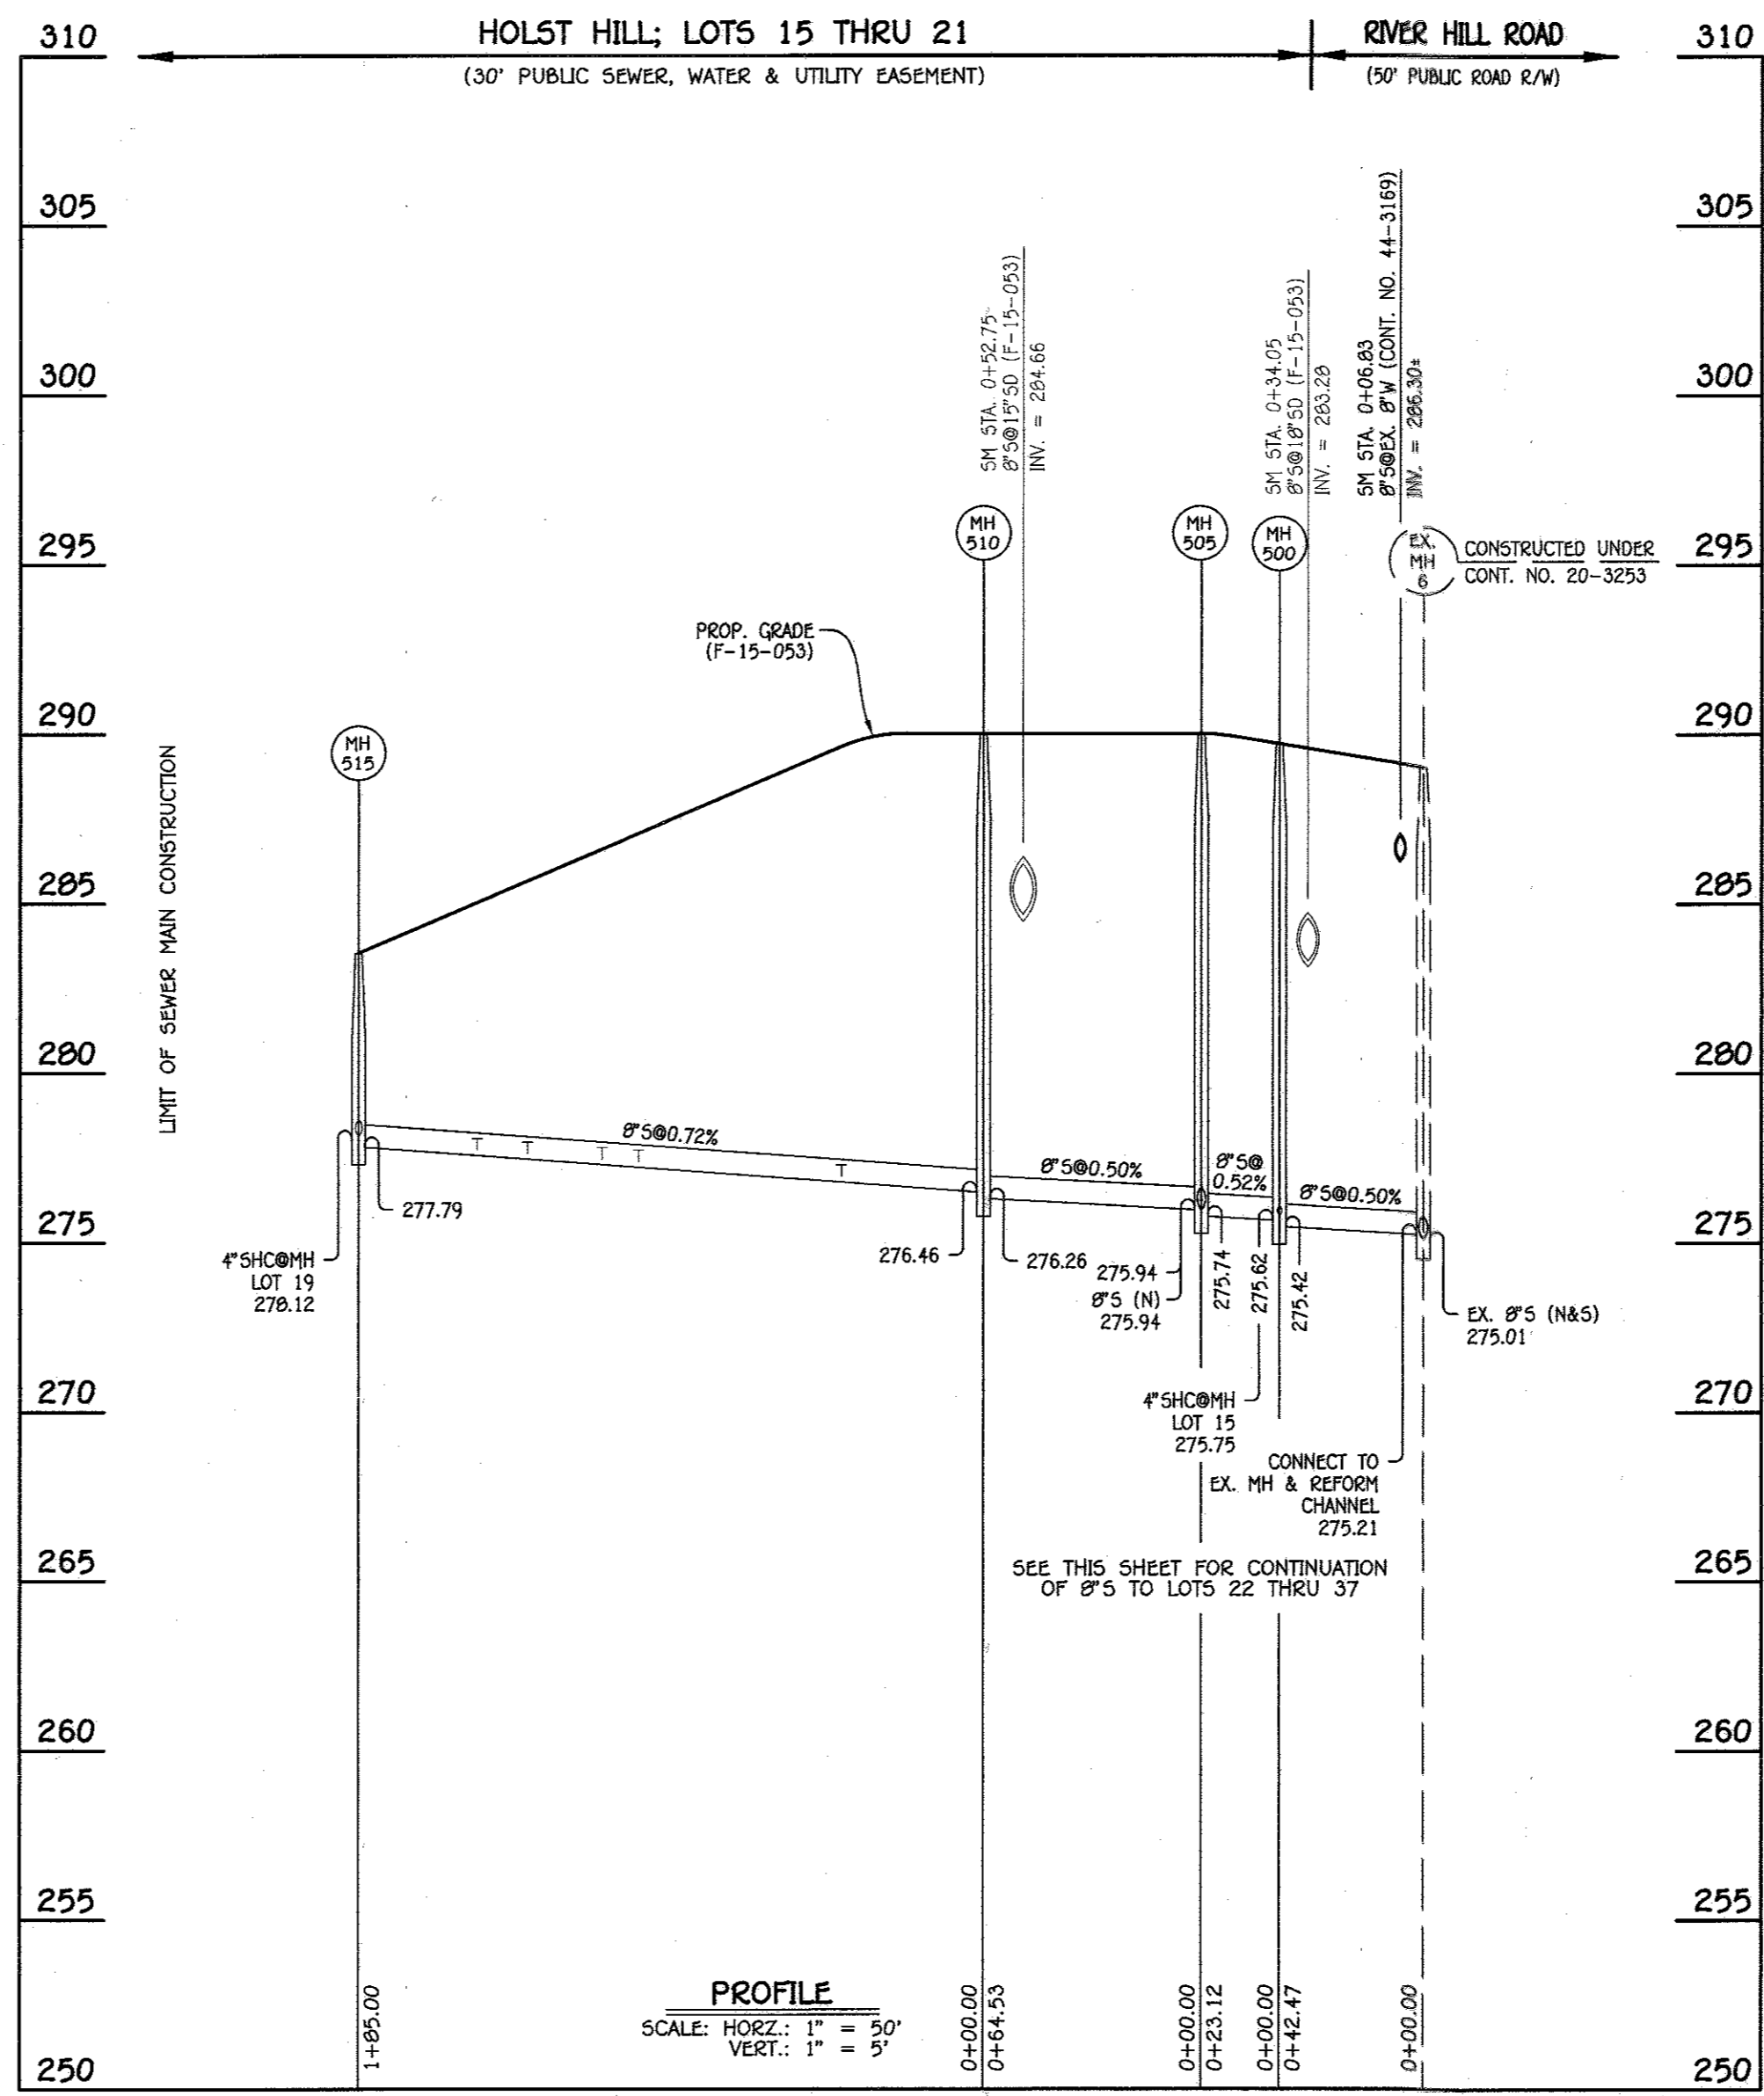 HOLST HILL; LOTS 15 THRU 21
(30' PUBLIC SEWER, WATER & UTILITY EASEMENT)
RIVER HILL ROAD
(50' PUBLIC ROAD R/W)
310
310
305
305
300
300
295
295
290
290
285
285
280
280
275
275
270
270
265
265
260
260
255
255
250
250
SM STA. 0+52.75
8"S@15"SD (F-15-053)
INV. = 284.66
SM STA. 0+34.05
8"S@18"SD (F-15-053)
INV. = 283.28
SM STA. 0+06.83
8"S@EX. 8"W (CONT. NO. 44-3169)
INV. = 286.30±
MH
510
MH
505
MH
500
EX.
MH
6
CONSTRUCTED UNDER
CONT. NO. 20-3253
PROP. GRADE
(F-15-053)
MH
515
LIMIT OF SEWER MAIN CONSTRUCTION
8"S@0.72%
T T T T T
8"S@0.50%
8"S@
0.52%
8"S@0.50%
277.79
4"SHC@MH
LOT 19
278.12
276.46
276.26
275.94
8"S (N)
275.94
275.74
275.62
275.42
EX. 8"S (N&S)
275.01
4"SHC@MH
LOT 15
275.75
CONNECT TO
EX. MH & REFORM
CHANNEL
275.21
SEE THIS SHEET FOR CONTINUATION
OF 8"S TO LOTS 22 THRU 37
1+85.00
0+00.00
0+64.53
0+00.00
0+23.12
0+00.00
0+42.47
0+00.00
PROFILE
SCALE: HORZ.: 1" = 50'
VERT.: 1" = 5'